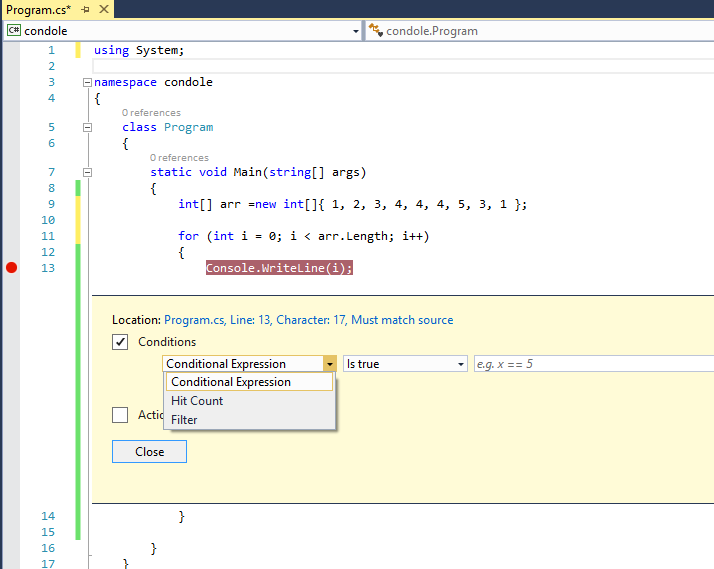 Program.cs*
C# condole condole.Program
1 using System;
2
3 namespace condole
4 {
0 references
5 class Program
6 {
0 references
7 static void Main(string[] args)
8 {
9 int[] arr =new int[]{ 1, 2, 3, 4, 4, 4, 5, 3, 1 };
10
11 for (int i = 0; i < arr.Length; i++)
12 {
13 Console.WriteLine(i);
Location: Program.cs, Line: 13, Character: 17, Must match source
Conditions
Conditional Expression Is true e.g. x == 5
Conditional Expression
Hit Count
Filter
Actio
Close
14 }
15
16 }
17 }